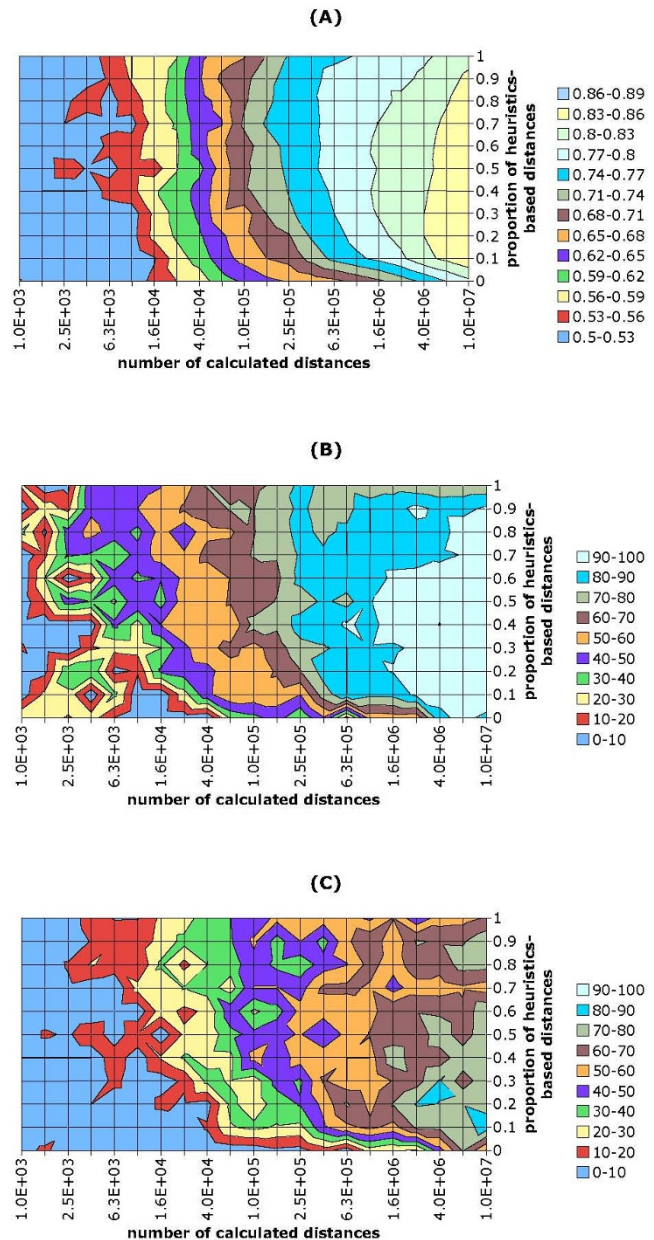 (A)
1
0.9
0.8
0.7
0.6
0.5
0.4
0.3
0.2
0.1
0
proportion of heuristics-
based distances
0.86-0.89
0.83-0.86
0.8-0.83
0.77-0.8
0.74-0.77
0.71-0.74
0.68-0.71
0.65-0.68
0.62-0.65
0.59-0.62
0.56-0.59
0.53-0.56
0.5-0.53
1.0E+03
2.5E+03
6.3E+03
1.6E+04
4.0E+04
1.0E+05
2.5E+05
6.3E+05
1.6E+06
4.0E+06
1.0E+07
number of calculated distances
(B)
1
0.9
0.8
0.7
0.6
0.5
0.4
0.3
0.2
0.1
0
proportion of heuristics-
based distances
90-100
80-90
70-80
60-70
50-60
40-50
30-40
20-30
10-20
0-10
1.0E+03
2.5E+03
6.3E+03
1.6E+04
4.0E+04
1.0E+05
2.5E+05
6.3E+05
1.6E+06
4.0E+06
1.0E+07
number of calculated distances
(C)
1
0.9
0.8
0.7
0.6
0.5
0.4
0.3
0.2
0.1
0
proportion of heuristics-
based distances
90-100
80-90
70-80
60-70
50-60
40-50
30-40
20-30
10-20
0-10
1.0E+03
2.5E+03
6.3E+03
1.6E+04
4.0E+04
1.0E+05
2.5E+05
6.3E+05
1.6E+06
4.0E+06
1.0E+07
number of calculated distances